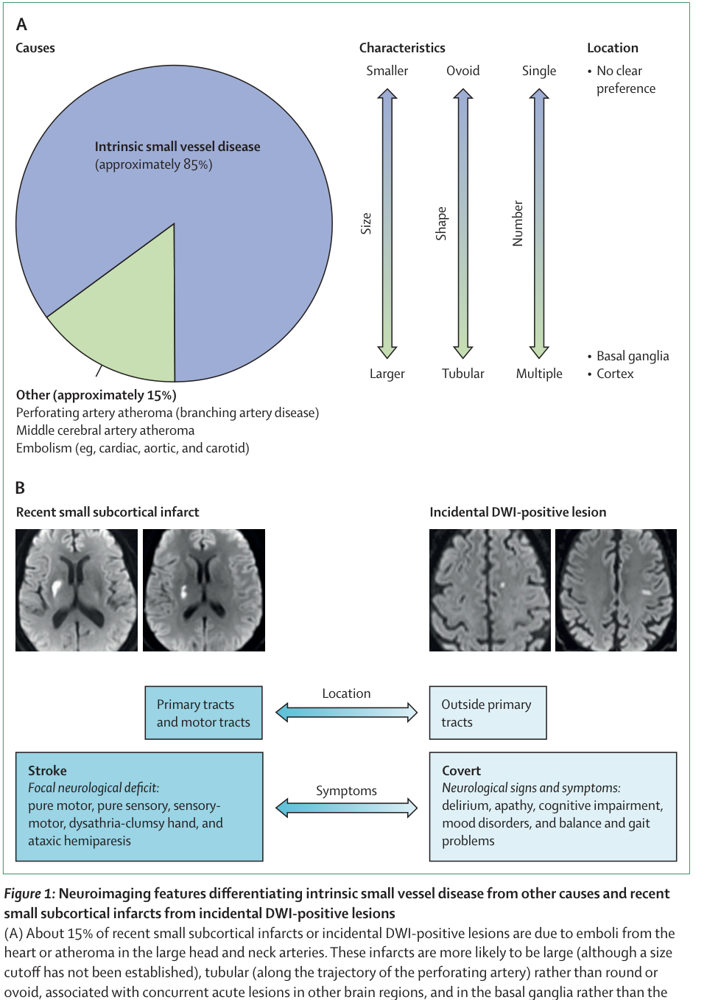 A
Causes
Characteristics
Location
Smaller
Ovoid
Single
• No clear
preference
Intrinsic small vessel disease
(approximately 85%)
Size
Shape
Number
Larger
Tubular
Multiple
• Basal ganglia
• Cortex
Other (approximately 15%)
Perforating artery atheroma (branching artery disease)
Middle cerebral artery atheroma
Embolism (eg, cardiac, aortic, and carotid)
B
Recent small subcortical infarct
Incidental DWI-positive lesion
Primary tracts
and motor tracts
Location
Outside primary
tracts
Stroke
Focal neurological deficit:
pure motor, pure sensory, sensory-
motor, dysathria-clumsy hand, and
ataxic hemiparesis
Symptoms
Covert
Neurological signs and symptoms:
delirium, apathy, cognitive impairment,
mood disorders, and balance and gait
problems
Figure 1: Neuroimaging features differentiating intrinsic small vessel disease from other causes and recent
small subcortical infarcts from incidental DWI-positive lesions
(A) About 15% of recent small subcortical infarcts or incidental DWI-positive lesions are due to emboli from the
heart or atheroma in the large head and neck arteries. These infarcts are more likely to be large (although a size
cutoff has not been established), tubular (along the trajectory of the perforating artery) rather than round or
ovoid, associated with concurrent acute lesions in other brain regions, and in the basal ganglia rather than the